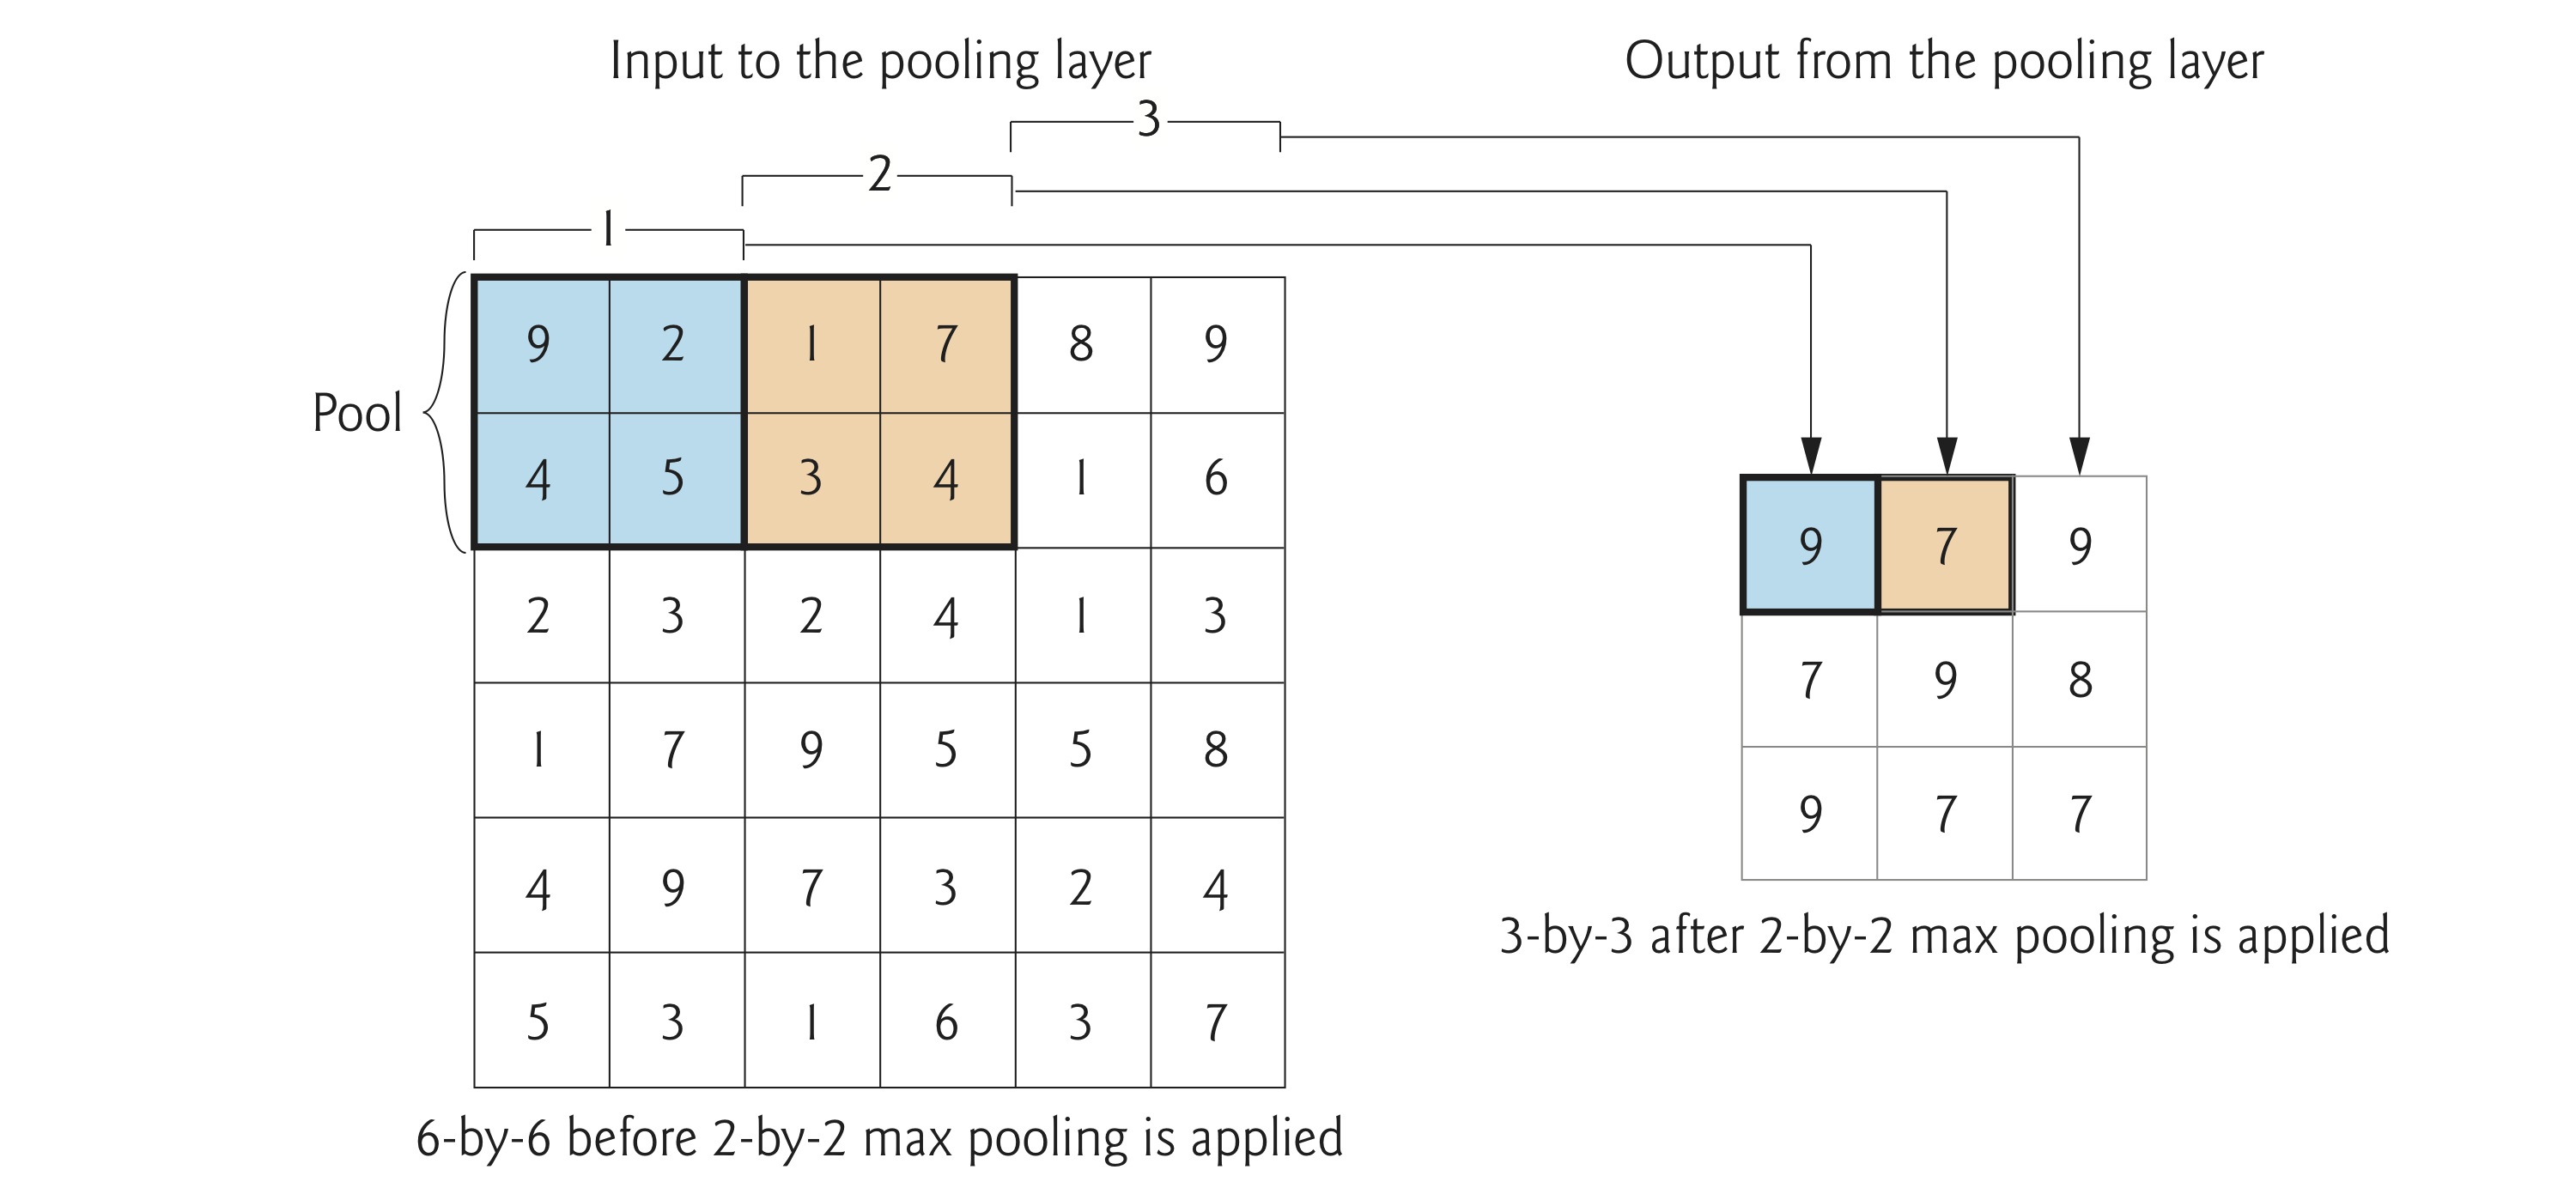 Input to the pooling layer
Output from the pooling layer
3
2
1
Pool
9 2 1 7 8 9
4 5 3 4 1 6
2 3 2 4 1 3
1 7 9 5 5 8
4 9 7 3 2 4
5 3 1 6 3 7
6-by-6 before 2-by-2 max pooling is applied
9 7 9
7 9 8
9 7 7
3-by-3 after 2-by-2 max pooling is applied